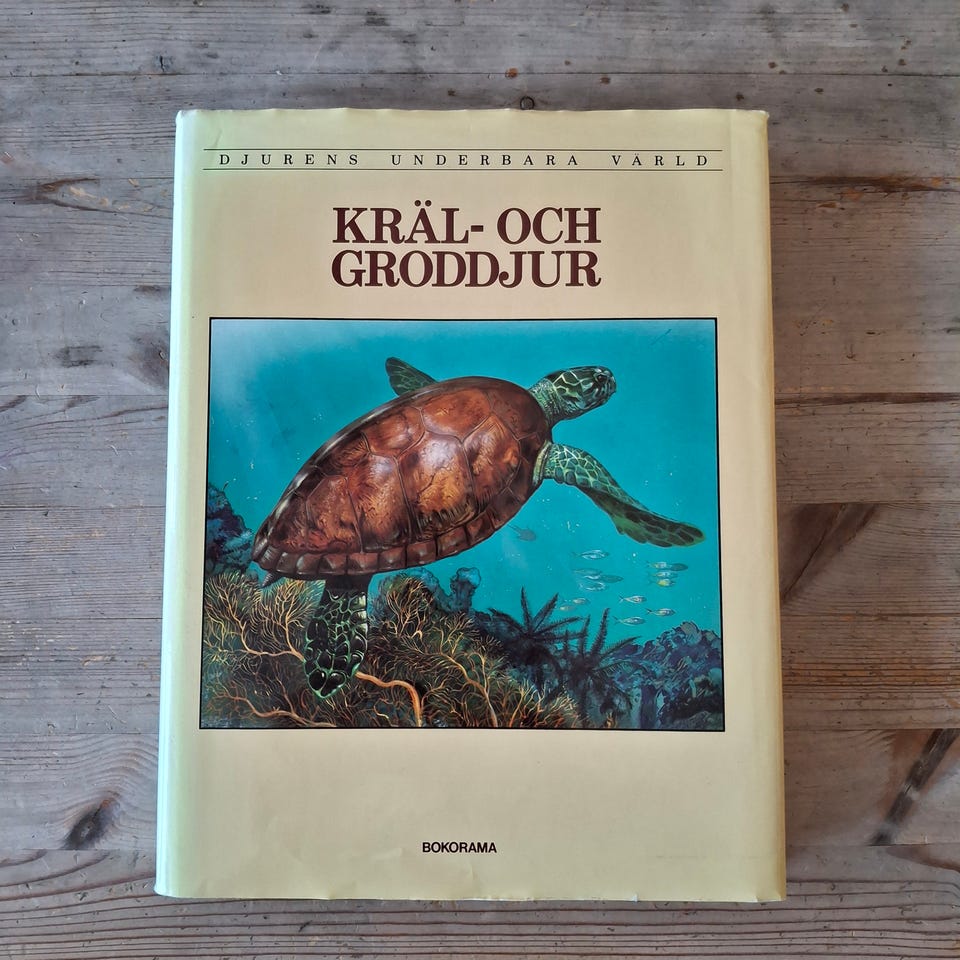 DJURENS UNDERBARA VÄRLD
KRÄL- OCH
GRODDJUR
BOKORAMA